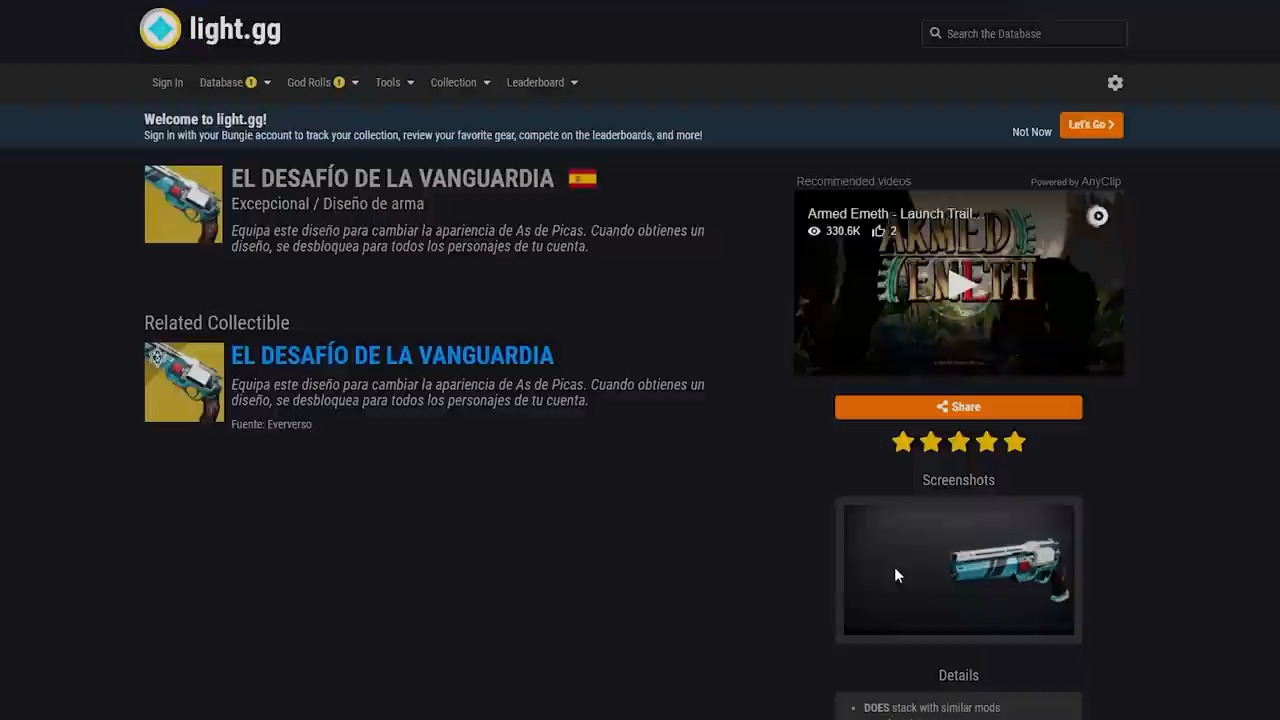 light.gg
Search the Database
Sign In
Database
God Rolls
Tools
Collection
Leaderboard
Welcome to light.gg!
Sign in with your Bungie account to track your collection, review your favorite gear, compete on the leaderboards, and more!
Not Now
Let's Go
EL DESAFÍO DE LA VANGUARDIA
Excepcional / Diseño de arma
Equipa este diseño para cambiar la apariencia de As de Picas. Cuando obtienes un
diseño, se desbloquea para todos los personajes de tu cuenta.
Related Collectible
EL DESAFÍO DE LA VANGUARDIA
Equipa este diseño para cambiar la apariencia de As de Picas. Cuando obtienes un
diseño, se desbloquea para todos los personajes de tu cuenta.
Fuente: Eververso
Recommended videos
Powered by AnyClip
Armed Emeth - Launch Trail...
330.6K
2
ARMED
EMETH
Share
Screenshots
Details
• DOES stack with similar mods